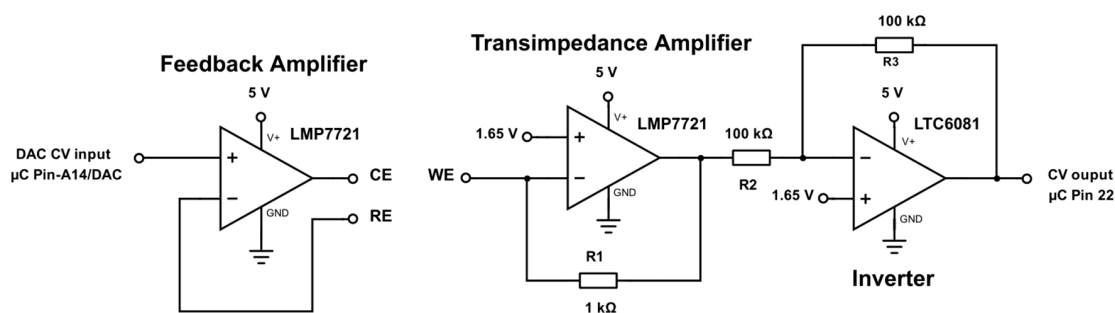 Feedback Amplifier
5 V
V+
LMP7721
DAC CV input
µC Pin-A14/DAC
+
−
GND
CE
RE
Transimpedance Amplifier
5 V
V+
LMP7721
1.65 V
+
−
WE
GND
R1
1 kΩ
100 kΩ
R2
100 kΩ
R3
5 V
V+
LTC6081
−
+
1.65 V
GND
CV ouput
µC Pin 22
Inverter